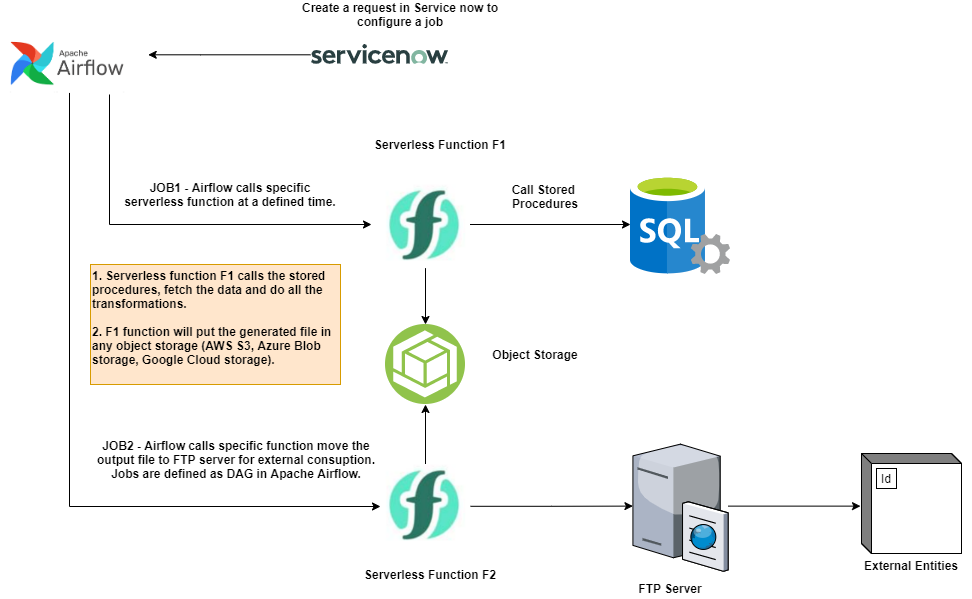 Create a request in Service now to
configure a job
Apache
Airflow
servicenow
Serverless Function F1
JOB1 - Airflow calls specific
serverless function at a defined time.
Call Stored
Procedures
SQL
1. Serverless function F1 calls the stored
procedures, fetch the data and do all the
transformations.
2. F1 function will put the generated file in
any object storage (AWS S3, Azure Blob
storage, Google Cloud storage).
Object Storage
JOB2 - Airflow calls specific function move the
output file to FTP server for external consuption.
Jobs are defined as DAG in Apache Airflow.
Id
Serverless Function F2
FTP Server
External Entities